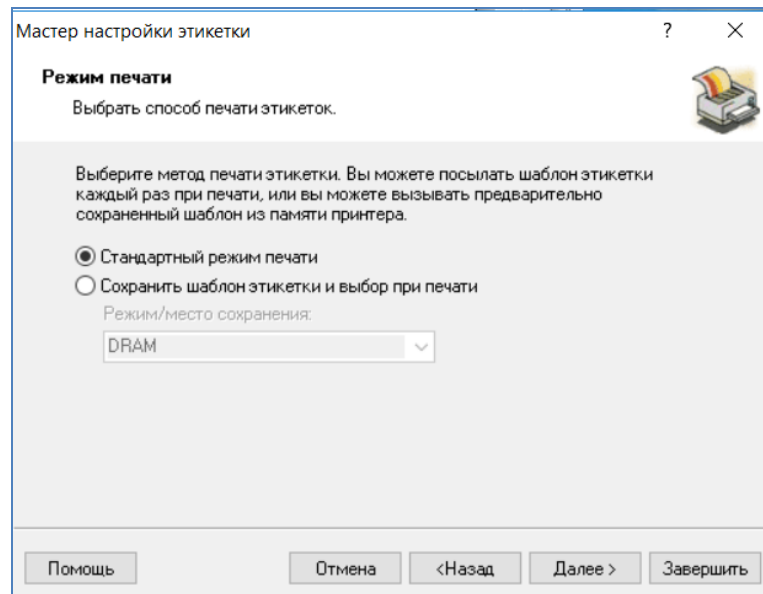 Мастер настройки этикетки
?
Режим печати
Выбрать способ печати этикеток.
Выберите метод печати этикетки. Вы можете посылать шаблон этикетки
каждый раз при печати, или вы можете вызывать предварительно
сохраненный шаблон из памяти принтера.
Стандартный режим печати
Сохранить шаблон этикетки и выбор при печати
Режим/место сохранения:
DRAM
Помощь Отмена <Назад Далее > Завершить